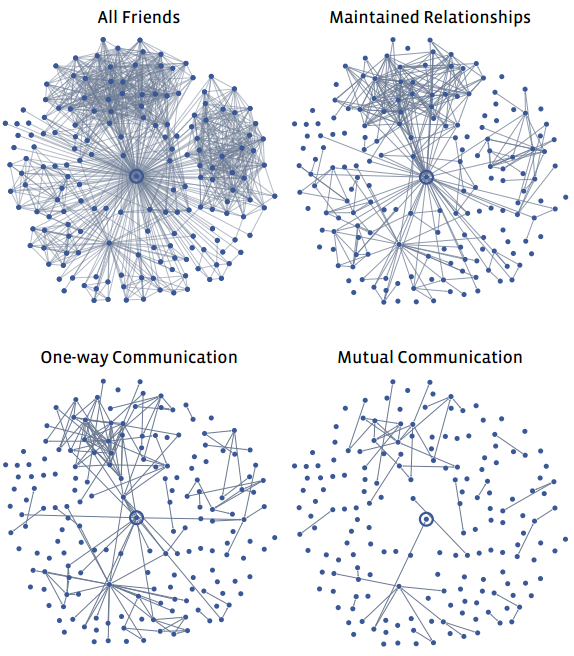 All Friends
Maintained Relationships
One-way Communication
Mutual Communication